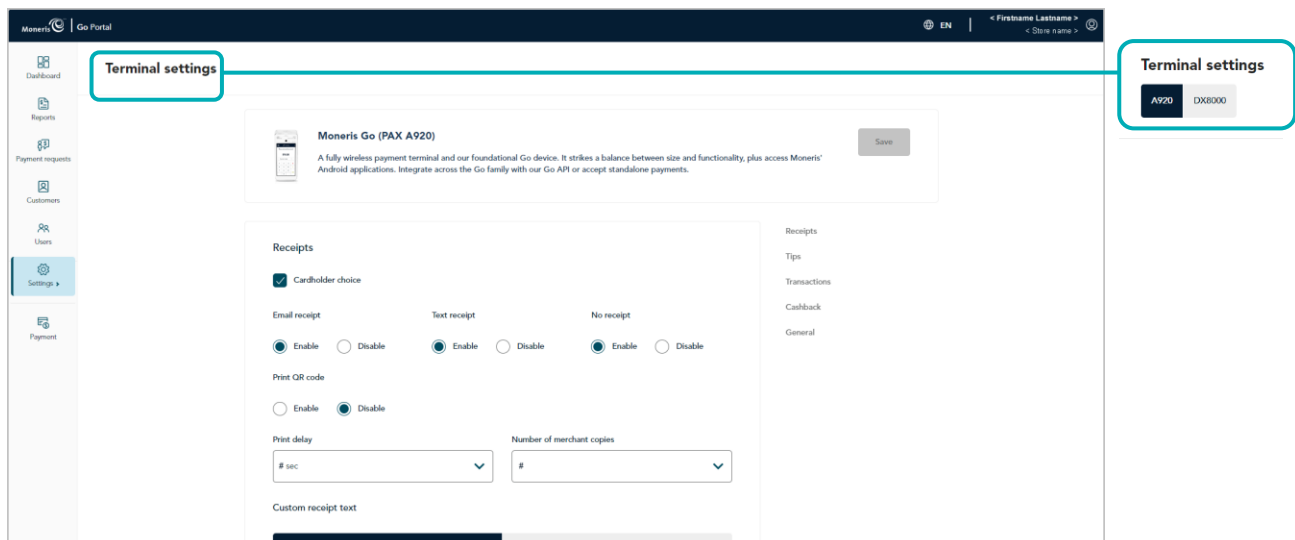 Moneris Go Portal
EN
< Firstname Lastname >
< Store name >
Dashboard
Reports
Payment requests
Customers
Users
Settings
Payment
Terminal settings
Terminal settings
A920 DX8000
Moneris Go (PAX A920)
A fully wireless payment terminal and our foundational Go device. It strikes a balance between size and functionality, plus access Moneris'
Android applications. Integrate across the Go family with our Go API or accept standalone payments.
Save
Receipts
Cardholder choice
Email receipt Text receipt No receipt
Enable Disable Enable Disable Enable Disable
Print QR code
Enable Disable
Print delay Number of merchant copies
# sec #
Custom receipt text
Receipts
Tips
Transactions
Cashback
General